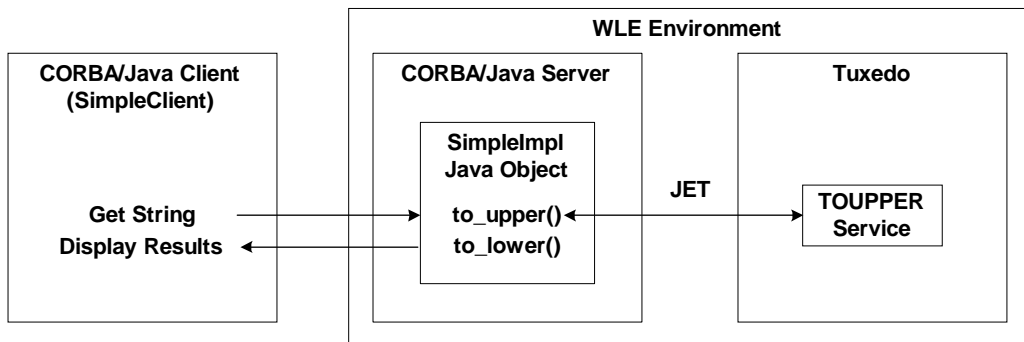 WLE Environment
CORBA/Java Client
(SimpleClient)
CORBA/Java Server
Tuxedo
SimpleImpl
Java Object
JET
Get String
to_upper()
TOUPPER
Service
Display Results
to_lower()